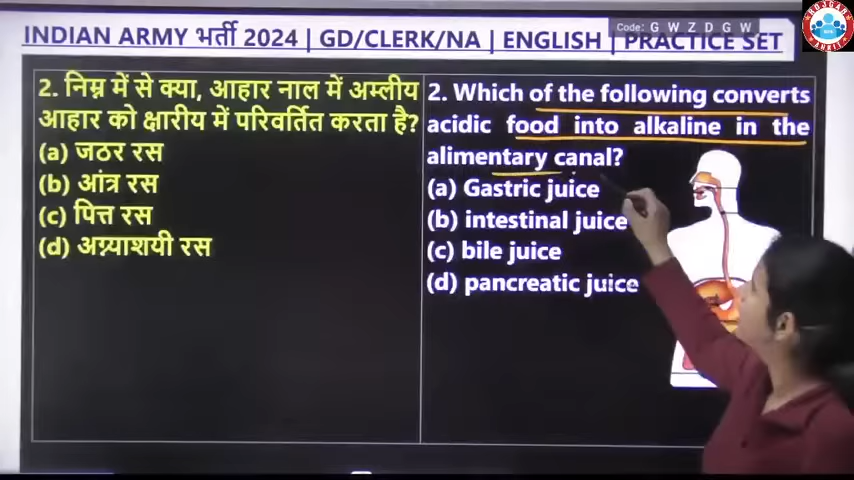 Code: G W Z D G W
INDIAN ARMY भर्ती 2024 | GD/CLERK/NA | ENGLISH | PRACTICE SET
2. निम्न में से क्या, आहार नाल में अम्लीय
आहार को क्षारीय में परिवर्तित करता है?
(a) जठर रस
(b) आंत्र रस
(c) पित्त रस
(d) अग्न्याशयी रस
2. Which of the following converts
acidic food into alkaline in the
alimentary canal?
(a) Gastric juice
(b) intestinal juice
(c) bile juice
(d) pancreatic juice